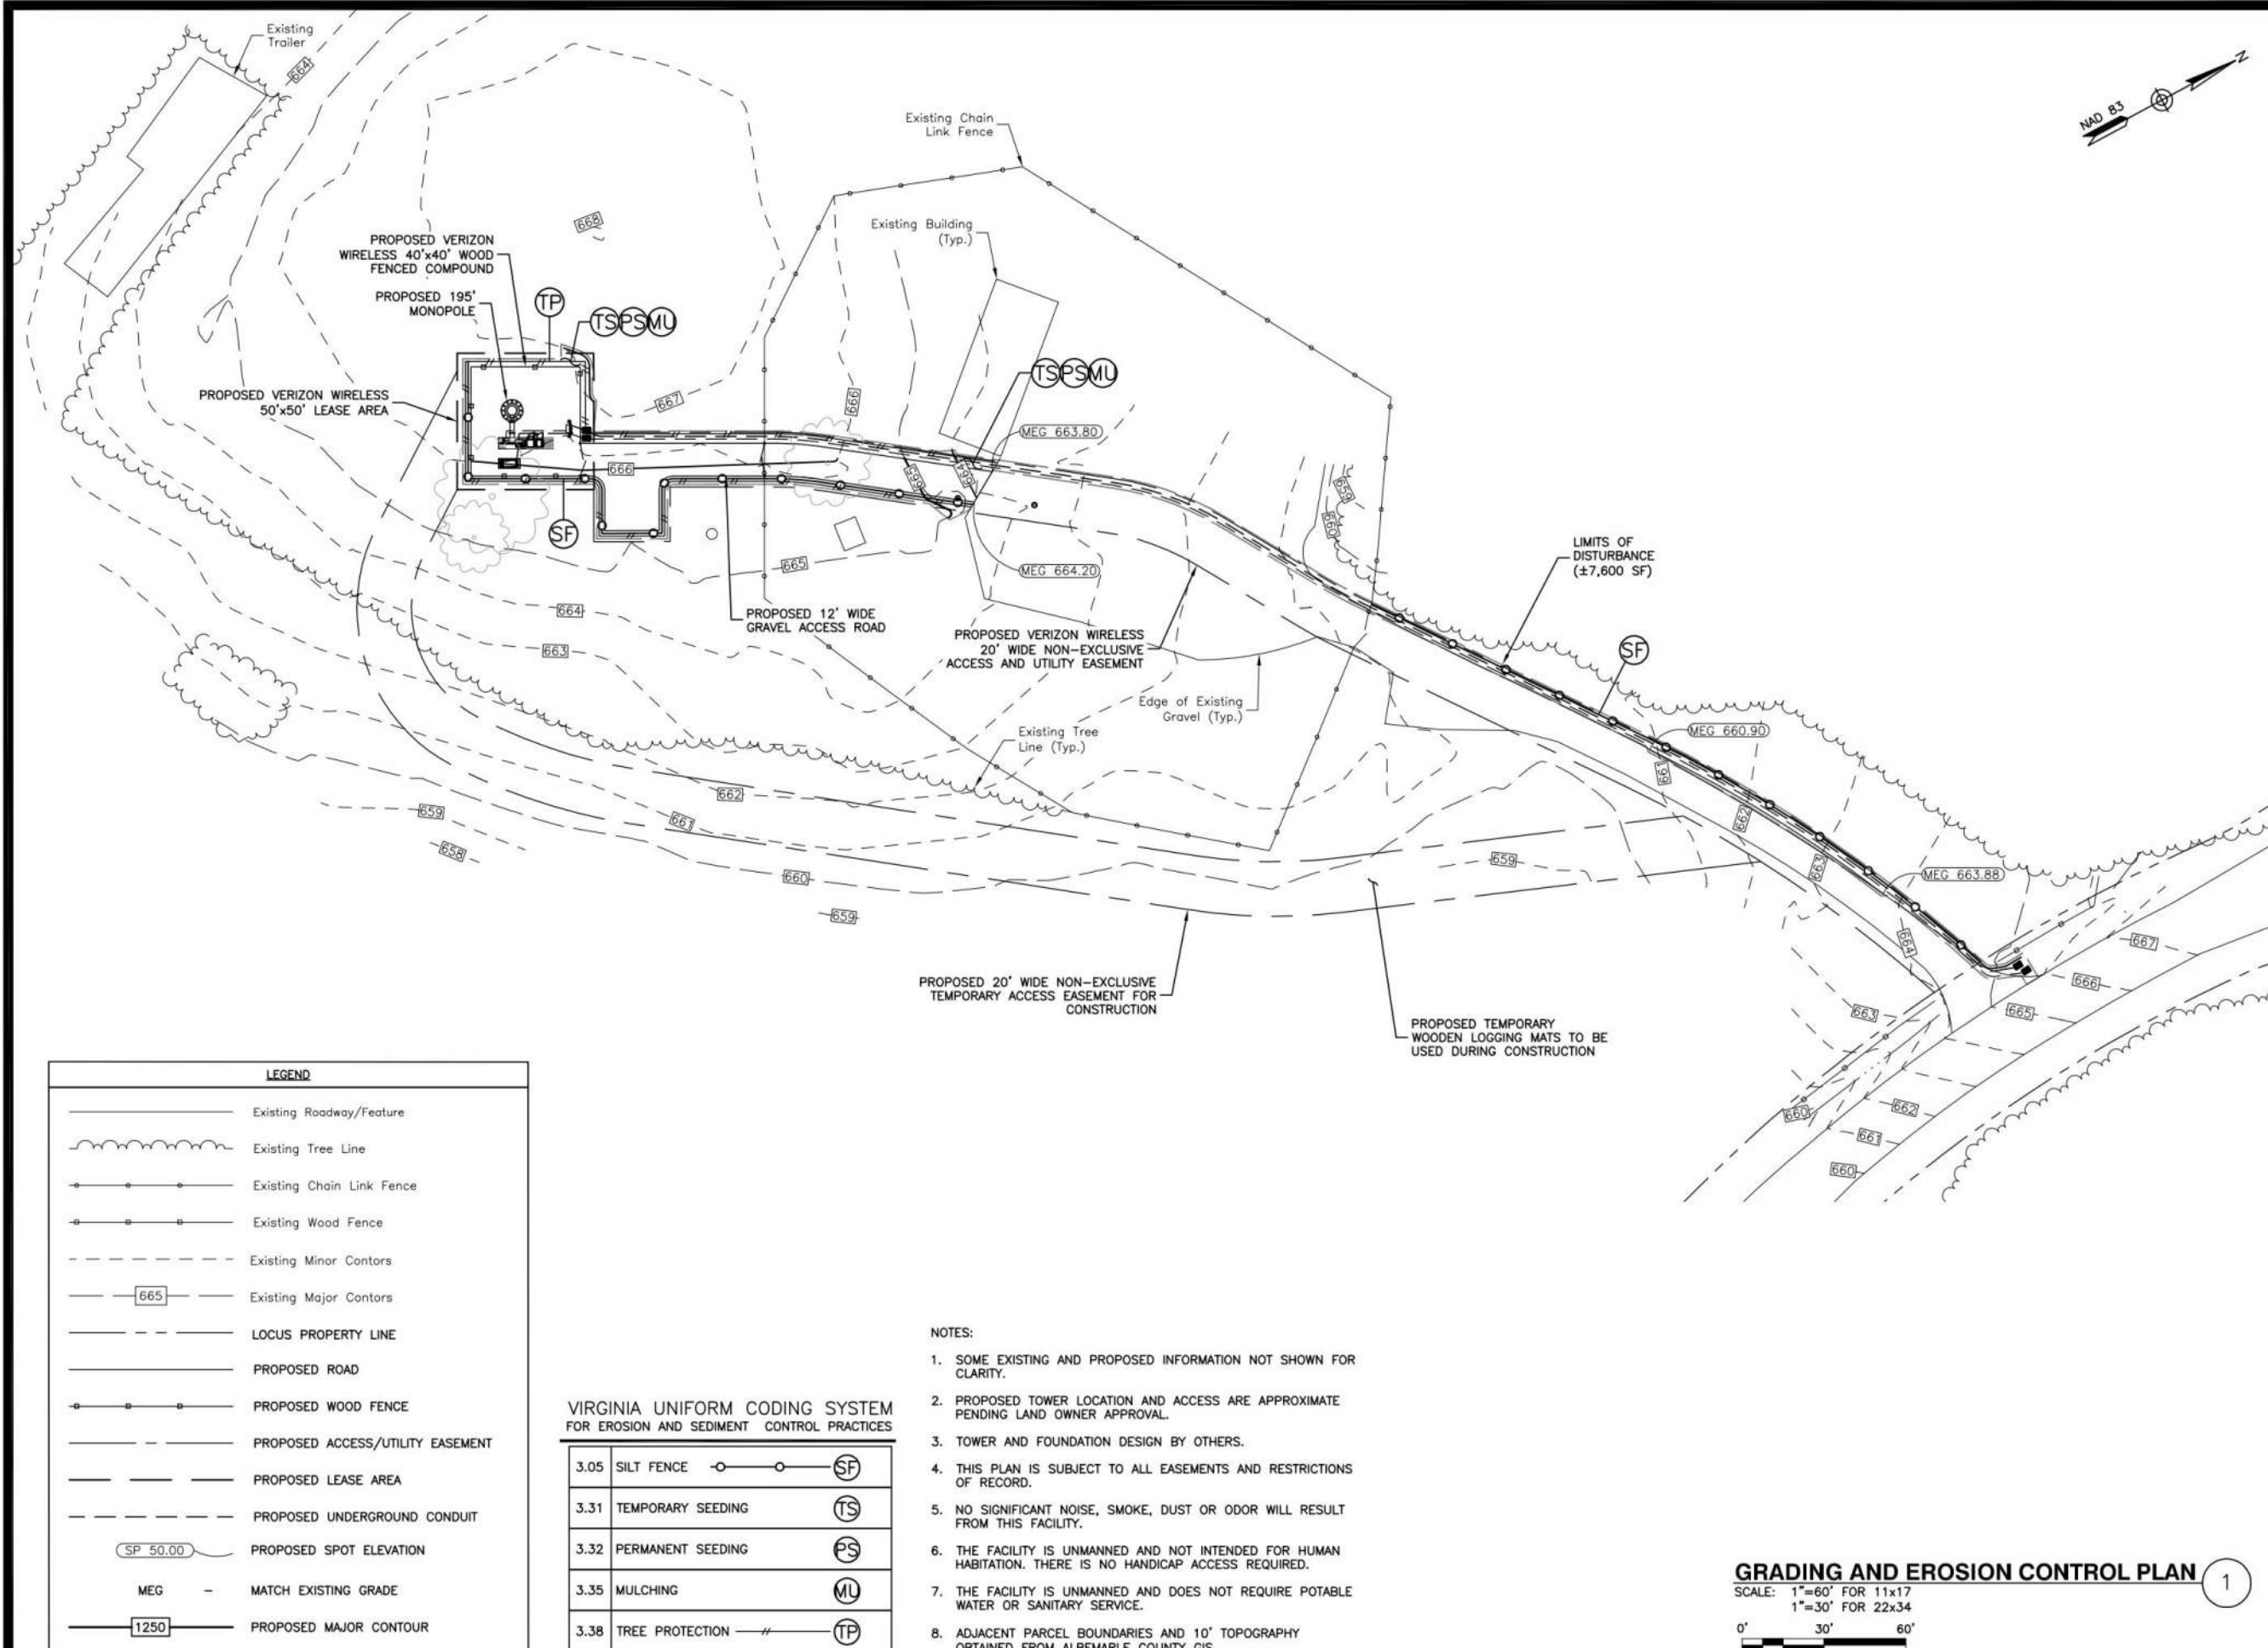 Existing
Trailer
664
NAD 83
N
Existing Chain
Link Fence
668
Existing Building
(Typ.)
PROPOSED VERIZON
WIRELESS 40'x40' WOOD
FENCED COMPOUND
PROPOSED 195'
MONOPOLE
TP
TS PS MU
TS PS MU
PROPOSED VERIZON WIRELESS
50'x50' LEASE AREA
667
666
MEG 663.80
666
665
664
659
660
SF
LIMITS OF
DISTURBANCE
(±7,600 SF)
665
MEG 664.20
664
PROPOSED 12' WIDE
GRAVEL ACCESS ROAD
663
PROPOSED VERIZON WIRELESS
20' WIDE NON-EXCLUSIVE
ACCESS AND UTILITY EASEMENT
SF
Edge of Existing
Gravel (Typ.)
Existing Tree
Line (Typ.)
MEG 660.90
661
662
659
661
662
658
660
659
663
MEG 663.88
659
664
667
666
665
663
662
660
661
660
PROPOSED 20' WIDE NON-EXCLUSIVE
TEMPORARY ACCESS EASEMENT FOR
CONSTRUCTION
PROPOSED TEMPORARY
WOODEN LOGGING MATS TO BE
USED DURING CONSTRUCTION
LEGEND
Existing Roadway/Feature
Existing Tree Line
Existing Chain Link Fence
Existing Wood Fence
Existing Minor Contors
665 Existing Major Contors
LOCUS PROPERTY LINE
PROPOSED ROAD
PROPOSED WOOD FENCE
PROPOSED ACCESS/UTILITY EASEMENT
PROPOSED LEASE AREA
PROPOSED UNDERGROUND CONDUIT
SP 50.00 PROPOSED SPOT ELEVATION
MEG - MATCH EXISTING GRADE
1250 PROPOSED MAJOR CONTOUR
VIRGINIA UNIFORM CODING SYSTEM
FOR EROSION AND SEDIMENT CONTROL PRACTICES
3.05 SILT FENCE SF
3.31 TEMPORARY SEEDING TS
3.32 PERMANENT SEEDING PS
3.35 MULCHING MU
3.38 TREE PROTECTION TP
NOTES:
1. SOME EXISTING AND PROPOSED INFORMATION NOT SHOWN FOR
CLARITY.
2. PROPOSED TOWER LOCATION AND ACCESS ARE APPROXIMATE
PENDING LAND OWNER APPROVAL.
3. TOWER AND FOUNDATION DESIGN BY OTHERS.
4. THIS PLAN IS SUBJECT TO ALL EASEMENTS AND RESTRICTIONS
OF RECORD.
5. NO SIGNIFICANT NOISE, SMOKE, DUST OR ODOR WILL RESULT
FROM THIS FACILITY.
6. THE FACILITY IS UNMANNED AND NOT INTENDED FOR HUMAN
HABITATION. THERE IS NO HANDICAP ACCESS REQUIRED.
7. THE FACILITY IS UNMANNED AND DOES NOT REQUIRE POTABLE
WATER OR SANITARY SERVICE.
8. ADJACENT PARCEL BOUNDARIES AND 10' TOPOGRAPHY
OBTAINED FROM ALBEMARLE COUNTY GIS
GRADING AND EROSION CONTROL PLAN 1
SCALE: 1"=60' FOR 11x17
1"=30' FOR 22x34
0' 30' 60'